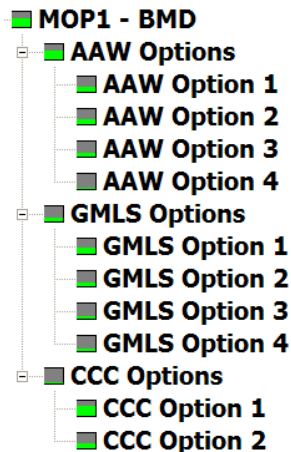 MOP1 - BMD
AAW Options
AAW Option 1
AAW Option 2
AAW Option 3
AAW Option 4
GMLS Options
GMLS Option 1
GMLS Option 2
GMLS Option 3
GMLS Option 4
CCC Options
CCC Option 1
CCC Option 2